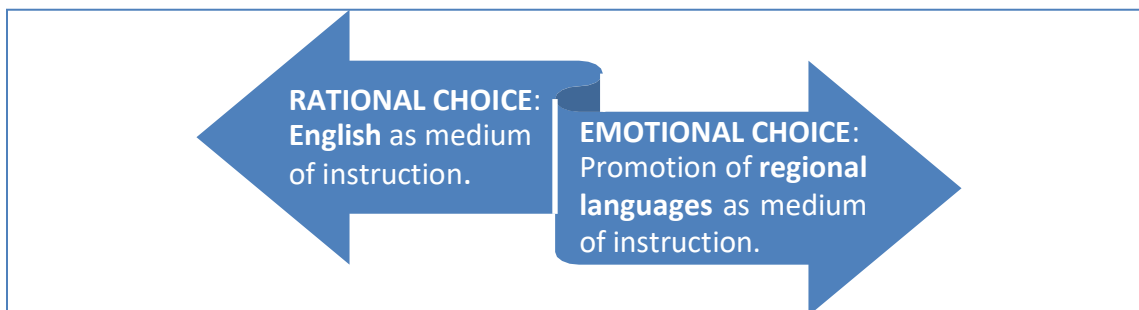 RATIONAL CHOICE:
English as medium
of instruction.
EMOTIONAL CHOICE:
Promotion of regional
languages as medium
of instruction.